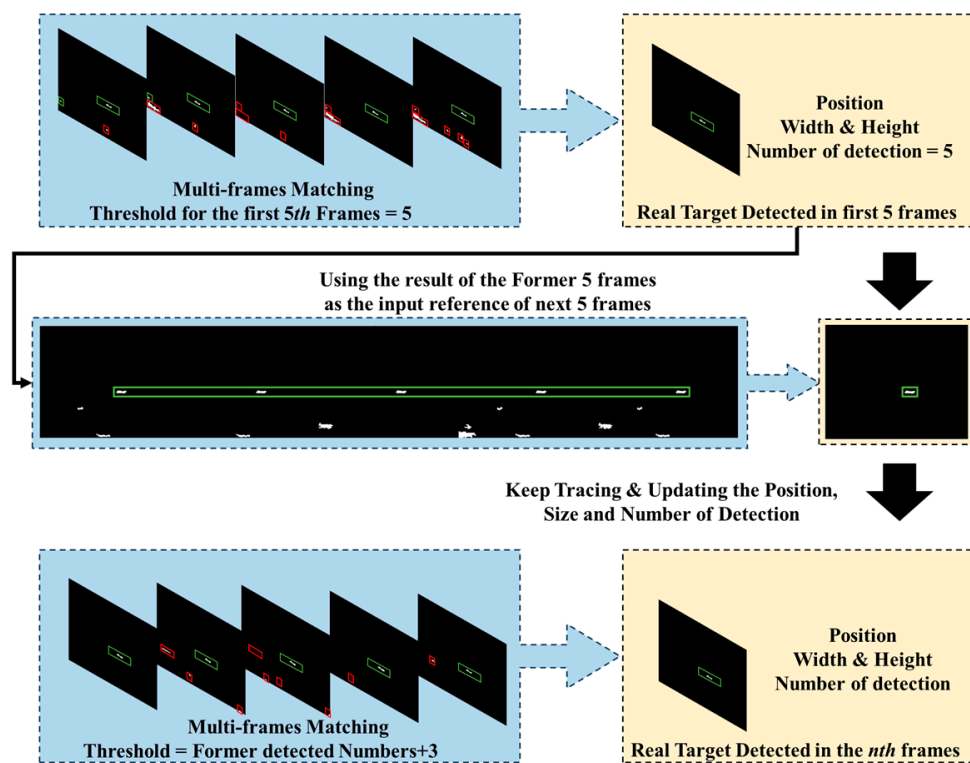 Multi-frames Matching
Threshold for the first 5th Frames = 5
Position
Width & Height
Number of detection = 5
Real Target Detected in first 5 frames
Using the result of the Former 5 frames
as the input reference of next 5 frames
Keep Tracing & Updating the Position,
Size and Number of Detection
Multi-frames Matching
Threshold = Former detected Numbers+3
Position
Width & Height
Number of detection
Real Target Detected in the nth frames